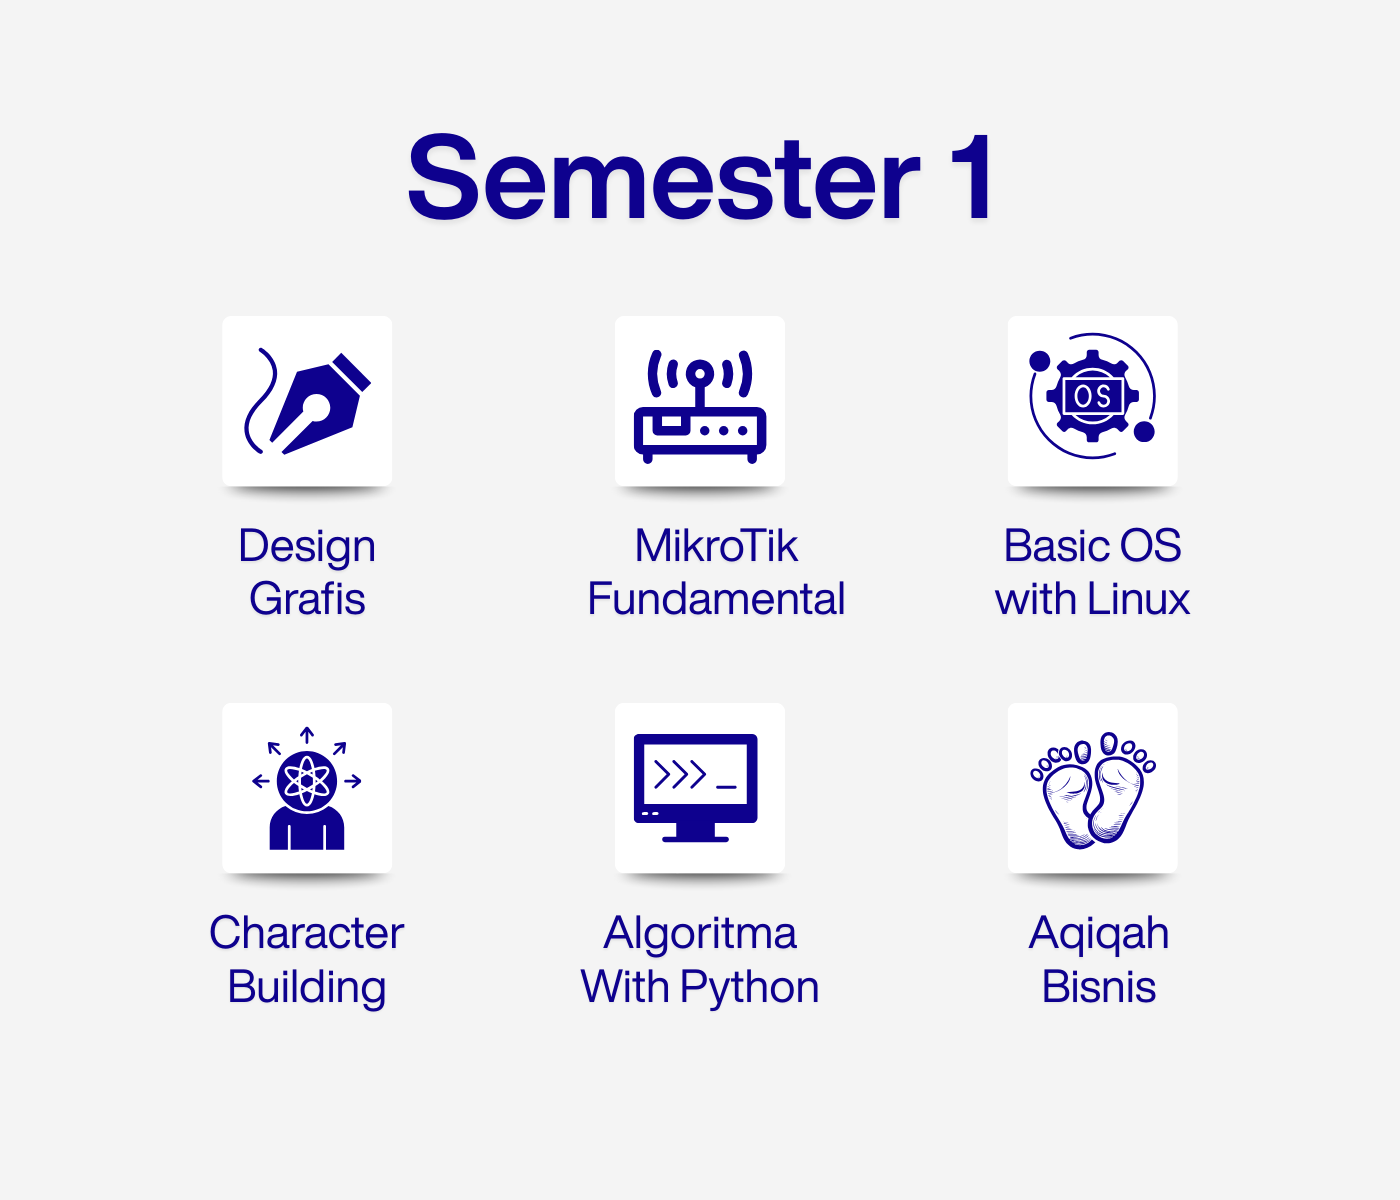 Semester 1
OS
Design
Grafis
MikroTik
Fundamental
Basic OS
with Linux
Character
Building
Algoritma
With Python
Aqiqah
Bisnis